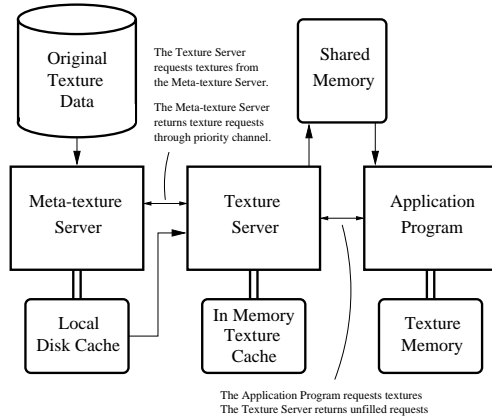 Original
Texture
Data
The Texture Server
requests textures from
the Meta-texture Server.
The Meta-texture Server
returns texture requests
through priority channel.
Shared
Memory
Meta-texture
Server
Texture
Server
Application
Program
Local
Disk Cache
In Memory
Texture
Cache
Texture
Memory
The Application Program requests textures
The Texture Server returns unfilled requests